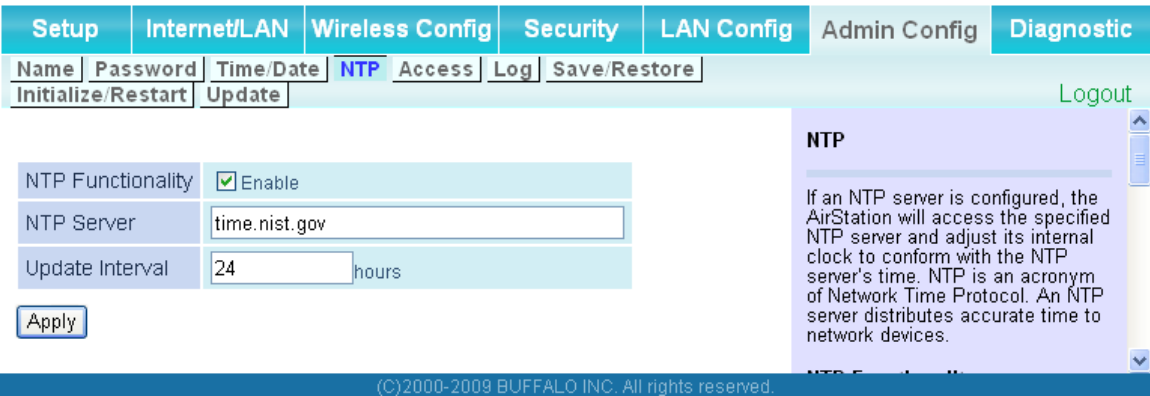 Setup Internet/LAN Wireless Config Security LAN Config Admin Config Diagnostic
Name Password Time/Date NTP Access Log Save/Restore
Initialize/Restart Update
Logout
NTP Functionality Enable
NTP Server time.nist.gov
Update Interval 24 hours
Apply
NTP
If an NTP server is configured, the
AirStation will access the specified
NTP server and adjust its internal
clock to conform with the NTP
server's time. NTP is an acronym
of Network Time Protocol. An NTP
server distributes accurate time to
network devices.
(C)2000-2009 BUFFALO INC. All rights reserved.